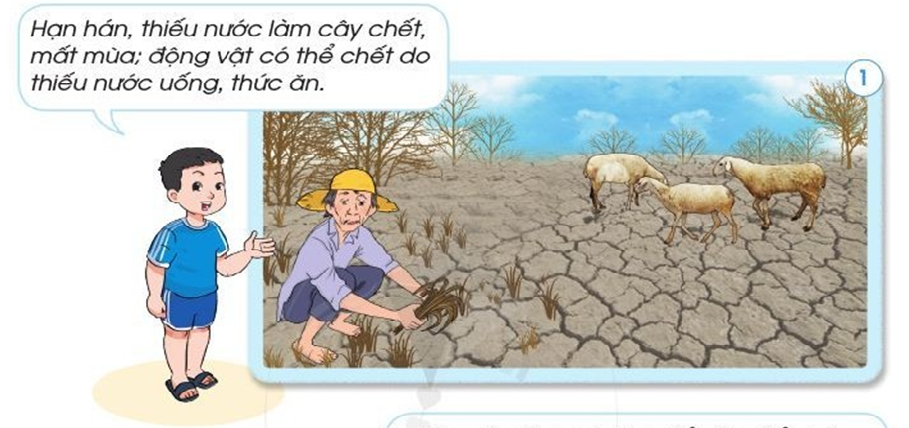 Hạn hán, thiếu nước làm cây chết,
mất mùa; động vật có thể chết do
thiếu nước uống, thức ăn.
1